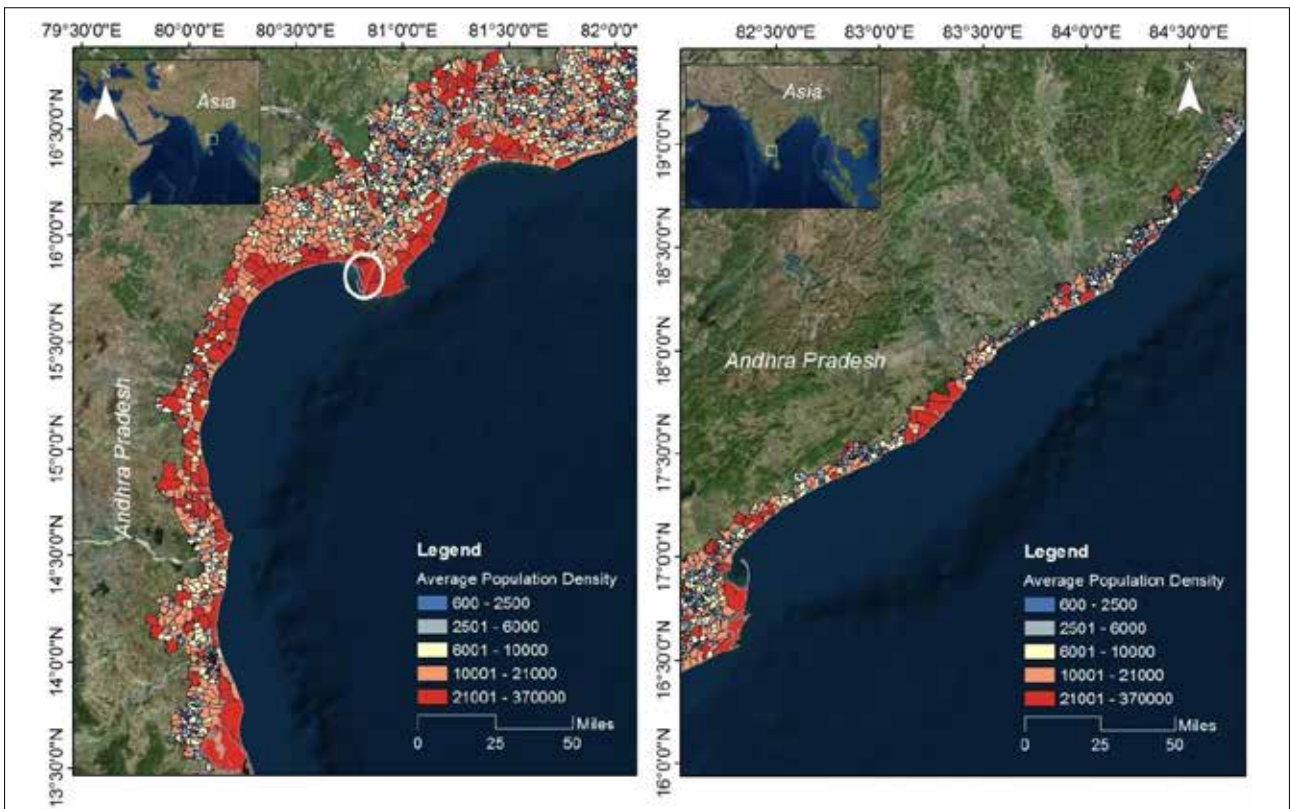 79°30'0"E 80°0'0"E 80°30'0"E 81°0'0"E 81°30'0"E 82°0'0"E
16°30'0"N
16°0'0"N
15°30'0"N
15°0'0"N
14°30'0"N
14°0'0"N
13°30'0"N
Asia
Andhra Pradesh
Legend
Average Population Density
600 - 2500
2501 - 6000
6001 - 10000
10001 - 21000
21001 - 370000
Miles
0 25 50
82°30'0"E 83°0'0"E 83°30'0"E 84°0'0"E 84°30'0"E
19°0'0"N
18°30'0"N
18°0'0"N
17°30'0"N
17°0'0"N
16°30'0"N
16°0'0"N
Asia
Andhra Pradesh
Legend
Average Population Density
600 - 2500
2501 - 6000
6001 - 10000
10001 - 21000
21001 - 370000
Miles
0 25 50